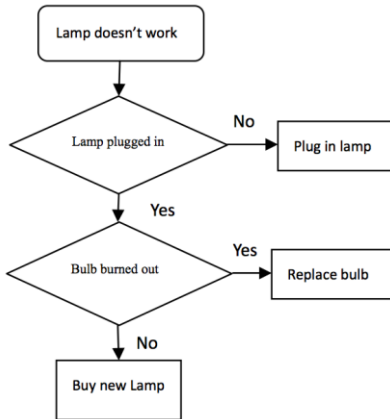 Lamp doesn't work
Lamp plugged in
No
Plug in lamp
Yes
Bulb burned out
Yes
Replace bulb
No
Buy new Lamp